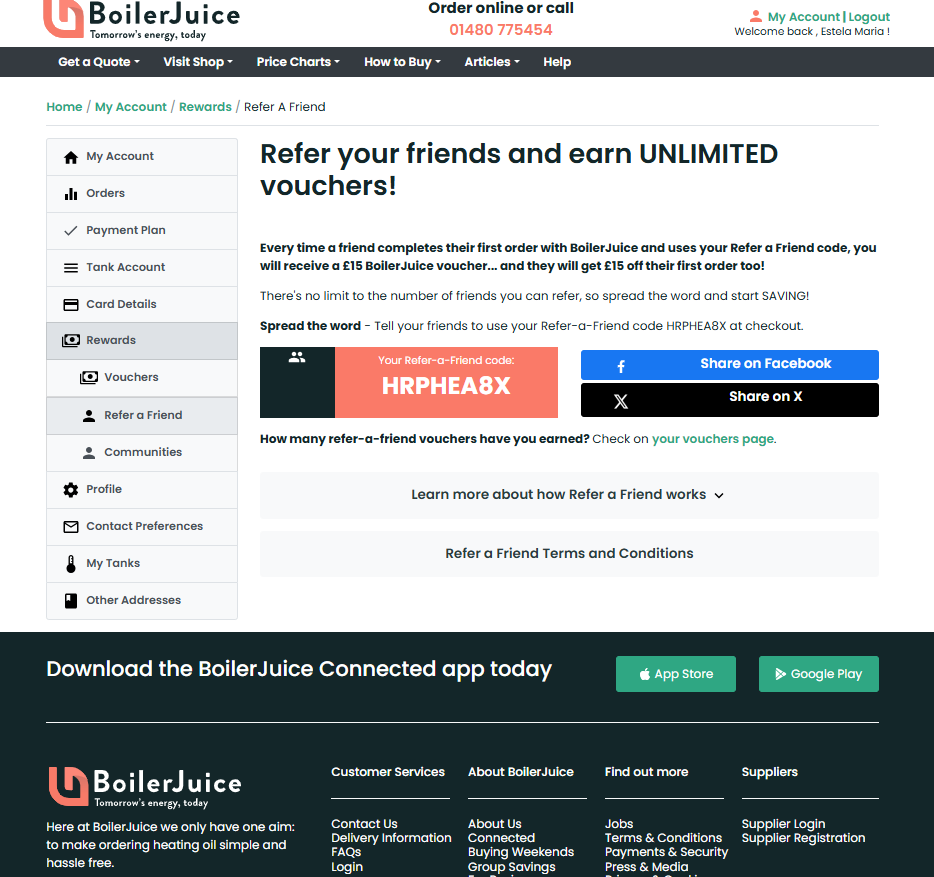 BoilerJuice
Tomorrow's energy, today
Order online or call
01480 775454
My Account | Logout
Welcome back , Estela Maria !
Get a Quote Visit Shop Price Charts How to Buy Articles Help
Home / My Account / Rewards / Refer A Friend
My Account
Orders
Payment Plan
Tank Account
Card Details
Rewards
Vouchers
Refer a Friend
Communities
Profile
Contact Preferences
My Tanks
Other Addresses
Refer your friends and earn UNLIMITED
vouchers!
Every time a friend completes their first order with BoilerJuice and uses your Refer a Friend code, you
will receive a £15 BoilerJuice voucher... and they will get £15 off their first order too!
There's no limit to the number of friends you can refer, so spread the word and start SAVING!
Spread the word - Tell your friends to use your Refer-a-Friend code HRPHEA8X at checkout.
Your Refer-a-Friend code:
HRPHEA8X
Share on Facebook
Share on X
How many refer-a-friend vouchers have you earned? Check on your vouchers page.
Learn more about how Refer a Friend works
Refer a Friend Terms and Conditions
Download the BoilerJuice Connected app today
App Store
Google Play
BoilerJuice
Tomorrow's energy, today
Here at BoilerJuice we only have one aim:
to make ordering heating oil simple and
hassle free.
Customer Services
Contact Us
Delivery Information
FAQs
Login
About BoilerJuice
About Us
Connected
Buying Weekends
Group Savings
Find out more
Jobs
Terms & Conditions
Payments & Security
Press & Media
Suppliers
Supplier Login
Supplier Registration